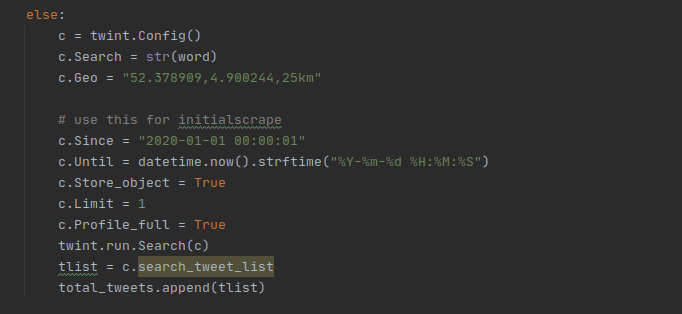 else:
    c = twint.Config()
    c.Search = str(word)
    c.Geo = "52.378909,4.900244,25km"
    # use this for initialscrape
    c.Since = "2020-01-01 00:00:01"
    c.Until = datetime.now().strftime("%Y-%m-%d %H:%M:%S")
    c.Store_object = True
    c.Limit = 1
    c.Profile_full = True
    twint.run.Search(c)
    tlist = c.search_tweet_list
    total_tweets.append(tlist)